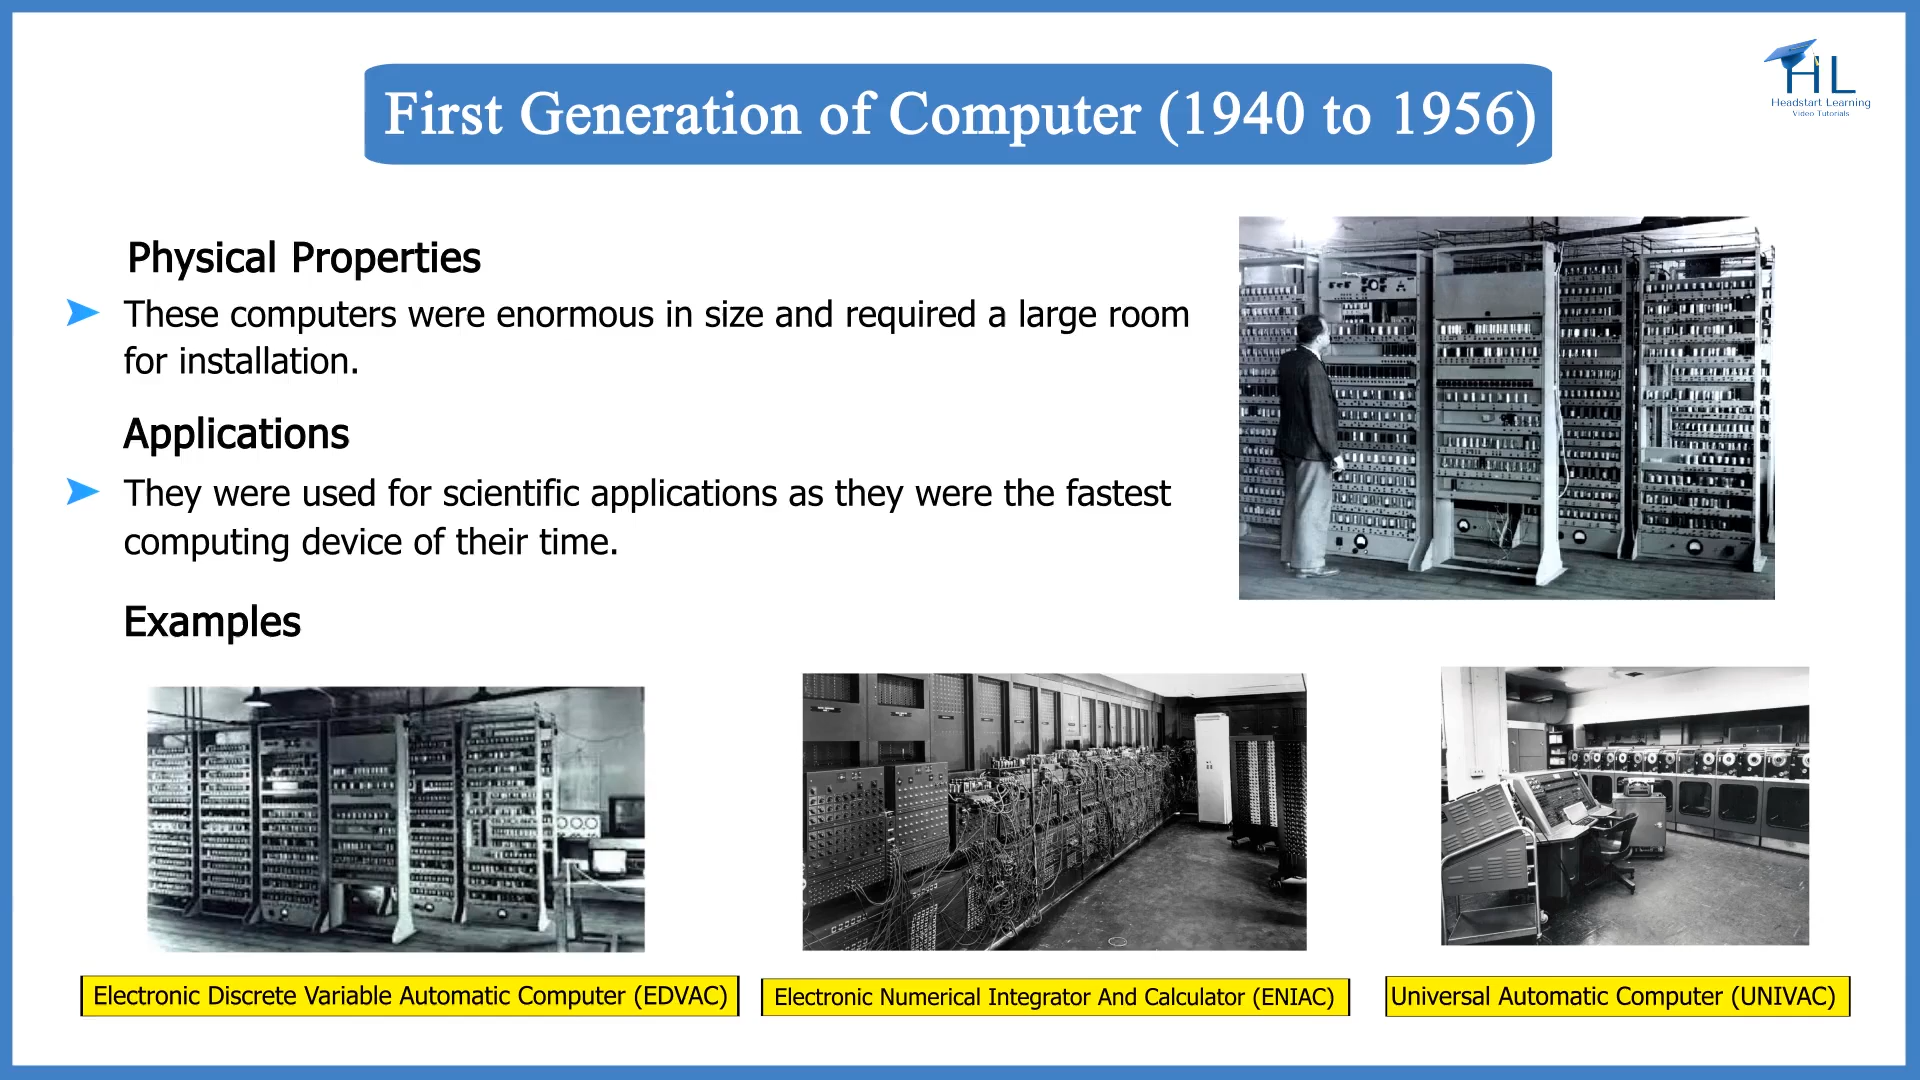 First Generation of Computer (1940 to 1956)
HL
Headstart Learning
Video Tutorials
Physical Properties
These computers were enormous in size and required a large room
for installation.
Applications
They were used for scientific applications as they were the fastest
computing device of their time.
Examples
Electronic Discrete Variable Automatic Computer (EDVAC)
Electronic Numerical Integrator And Calculator (ENIAC)
Universal Automatic Computer (UNIVAC)